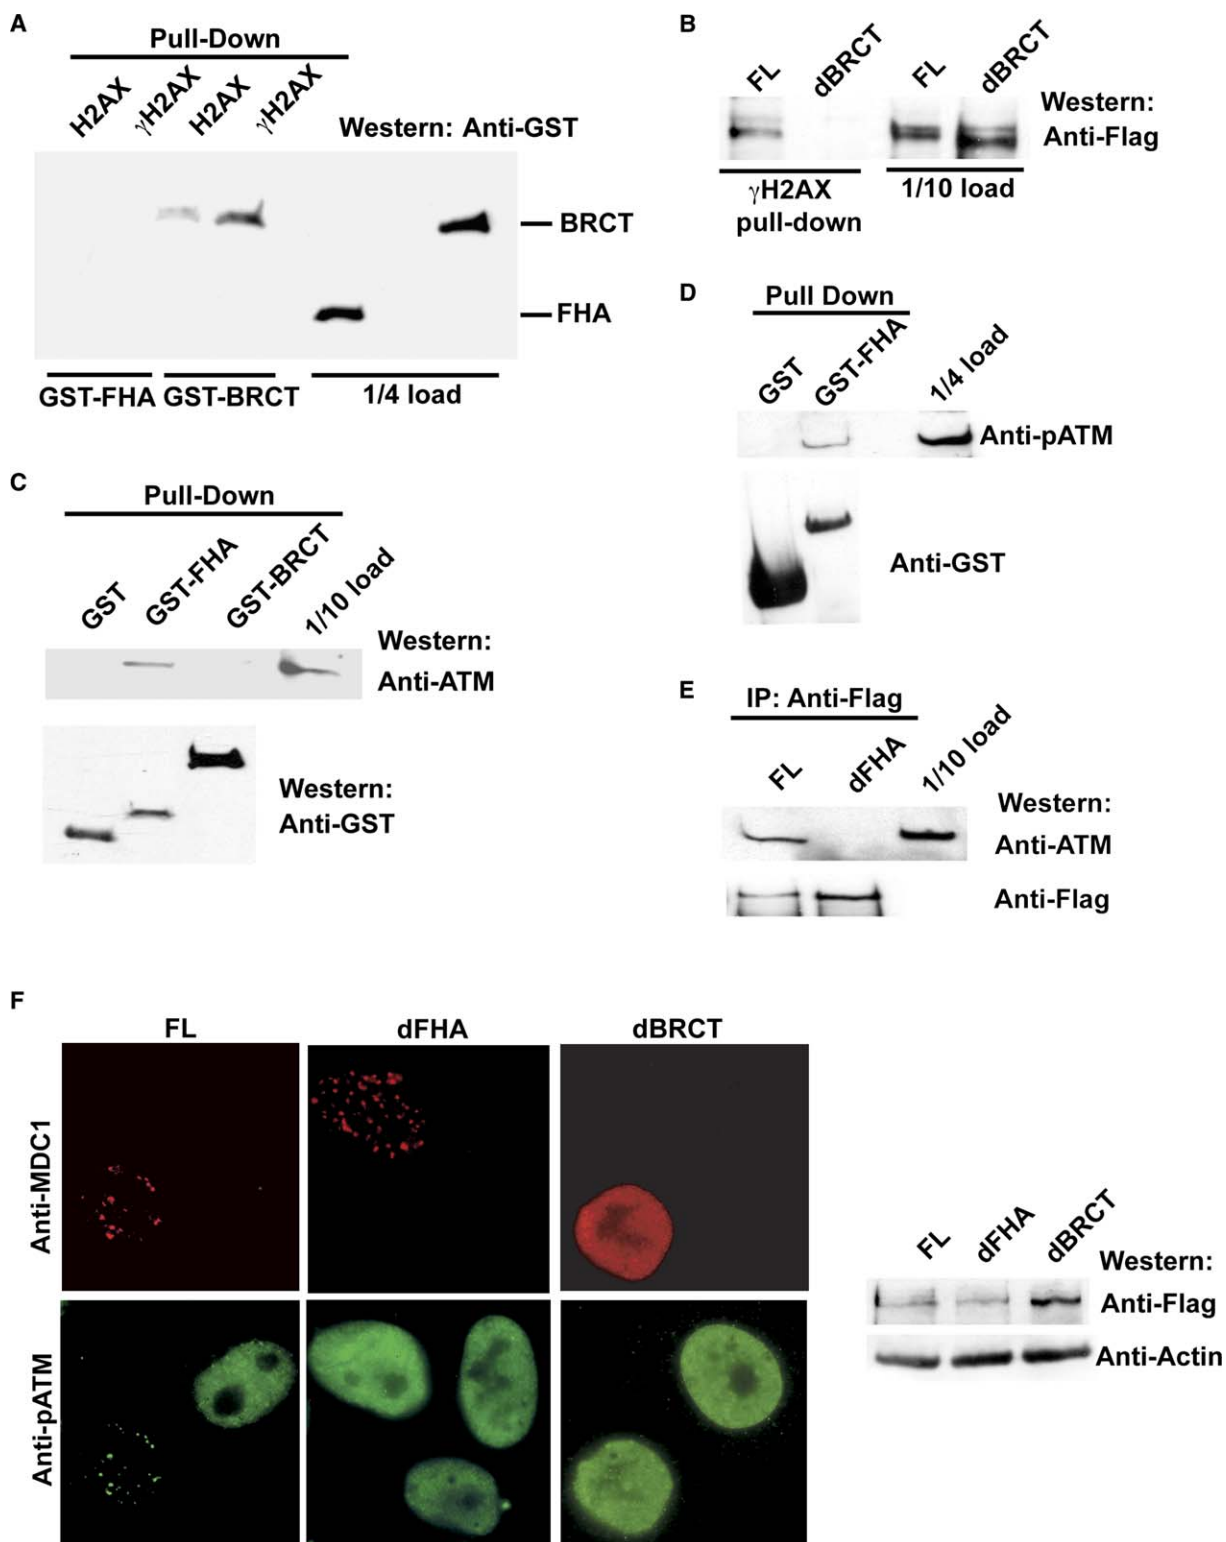 A
Pull-Down
H2AX
γH2AX
H2AX
γH2AX
Western: Anti-GST
BRCT
FHA
GST-FHA
GST-BRCT
1/4 load
B
FL
dBRCT
FL
dBRCT
Western:
Anti-Flag
γH2AX
pull-down
1/10 load
C
Pull-Down
GST
GST-FHA
GST-BRCT
1/10 load
Western:
Anti-ATM
Western:
Anti-GST
D
Pull Down
GST
GST-FHA
1/4 load
Anti-pATM
Anti-GST
E
IP: Anti-Flag
FL
dFHA
1/10 load
Western:
Anti-ATM
Anti-Flag
F
FL
dFHA
dBRCT
Anti-MDC1
Anti-pATM
FL
dFHA
dBRCT
Western:
Anti-Flag
Anti-Actin